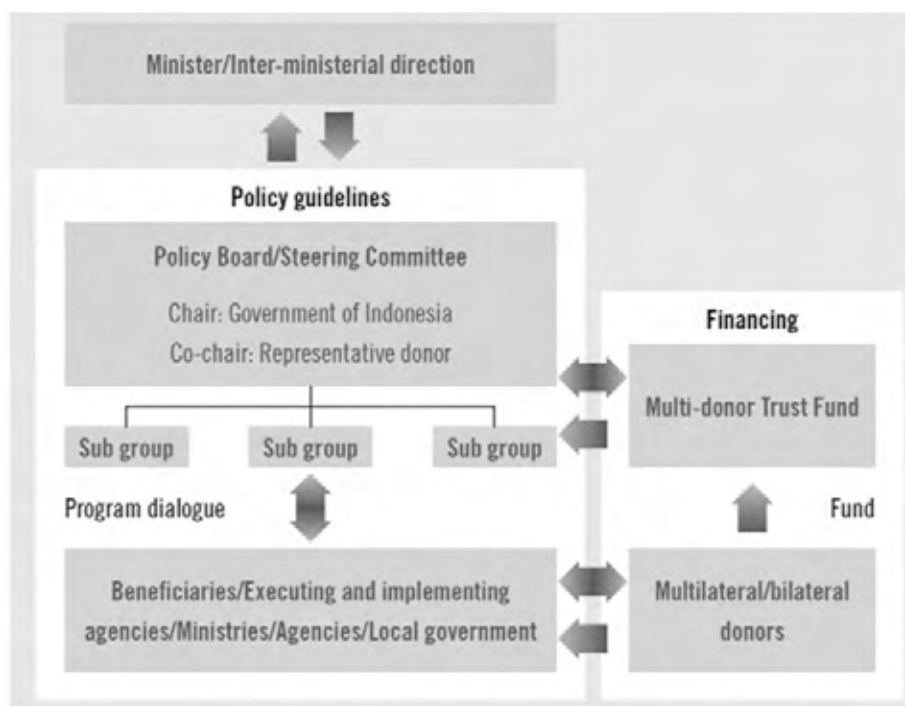 Minister/Inter-ministerial direction
Policy guidelines
Policy Board/Steering Committee
Chair: Government of Indonesia
Co-chair: Representative donor
Financing
Multi-donor Trust Fund
Sub group
Sub group
Sub group
Program dialogue
Fund
Beneficiaries/Executing and implementing
agencies/Ministries/Agencies/Local government
Multilateral/bilateral
donors